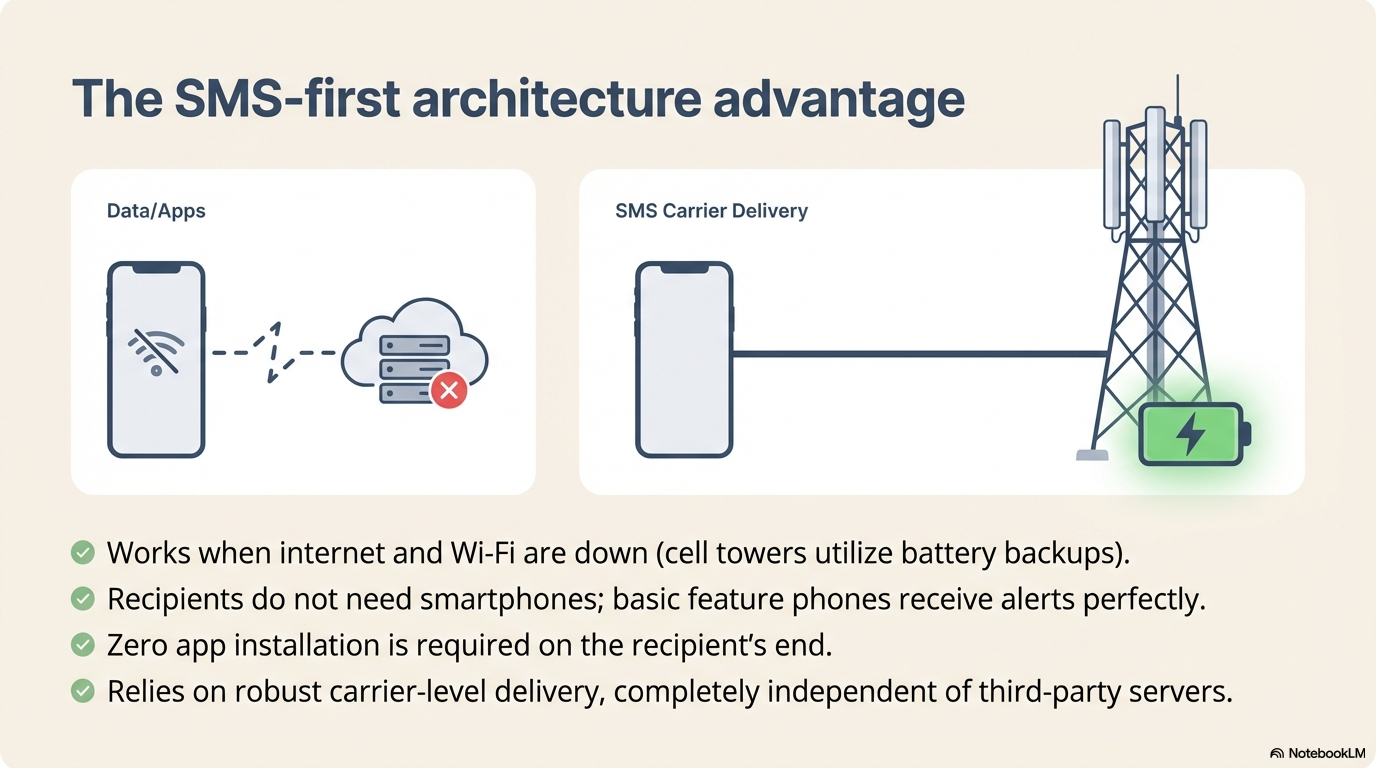 The SMS-first architecture advantage
Data/Apps
SMS Carrier Delivery
Works when internet and Wi-Fi are down (cell towers utilize battery backups).
Recipients do not need smartphones; basic feature phones receive alerts perfectly.
Zero app installation is required on the recipient's end.
Relies on robust carrier-level delivery, completely independent of third-party servers.
NotebookLM